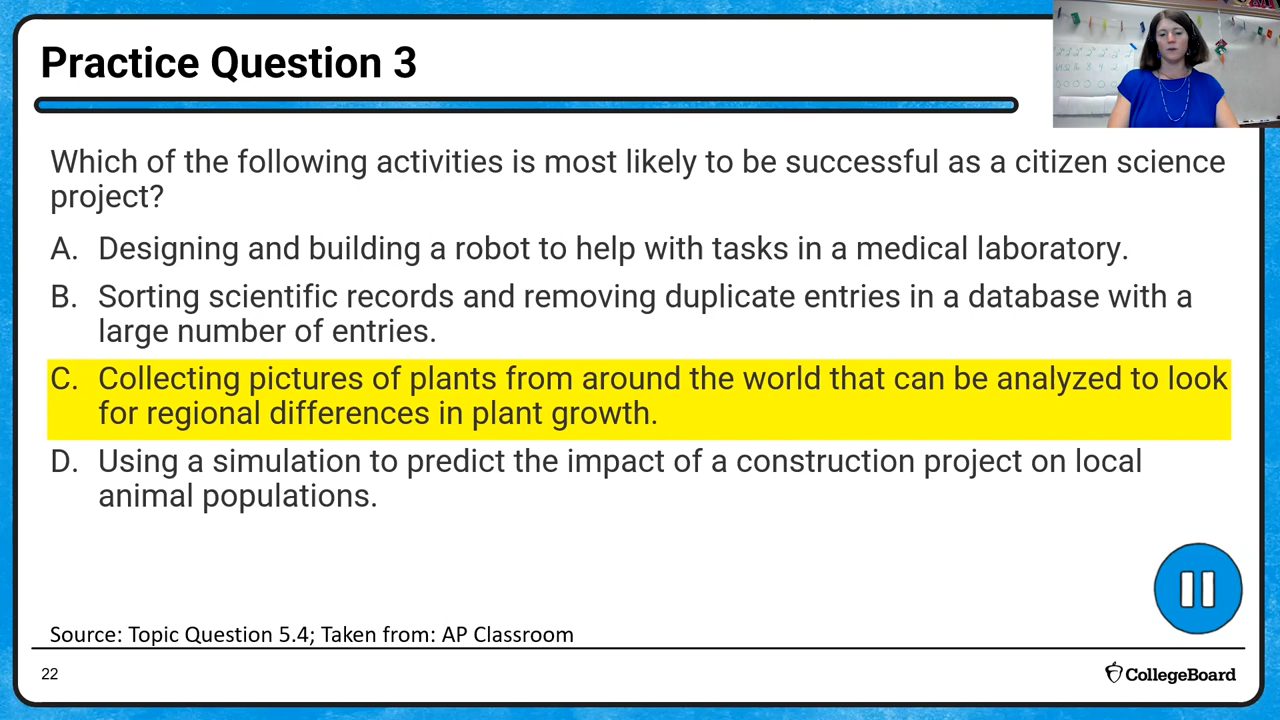 Practice Question 3
Which of the following activities is most likely to be successful as a citizen science
project?
A. Designing and building a robot to help with tasks in a medical laboratory.
B. Sorting scientific records and removing duplicate entries in a database with a
large number of entries.
C. Collecting pictures of plants from around the world that can be analyzed to look
for regional differences in plant growth.
D. Using a simulation to predict the impact of a construction project on local
animal populations.
Source: Topic Question 5.4; Taken from: AP Classroom
22
CollegeBoard